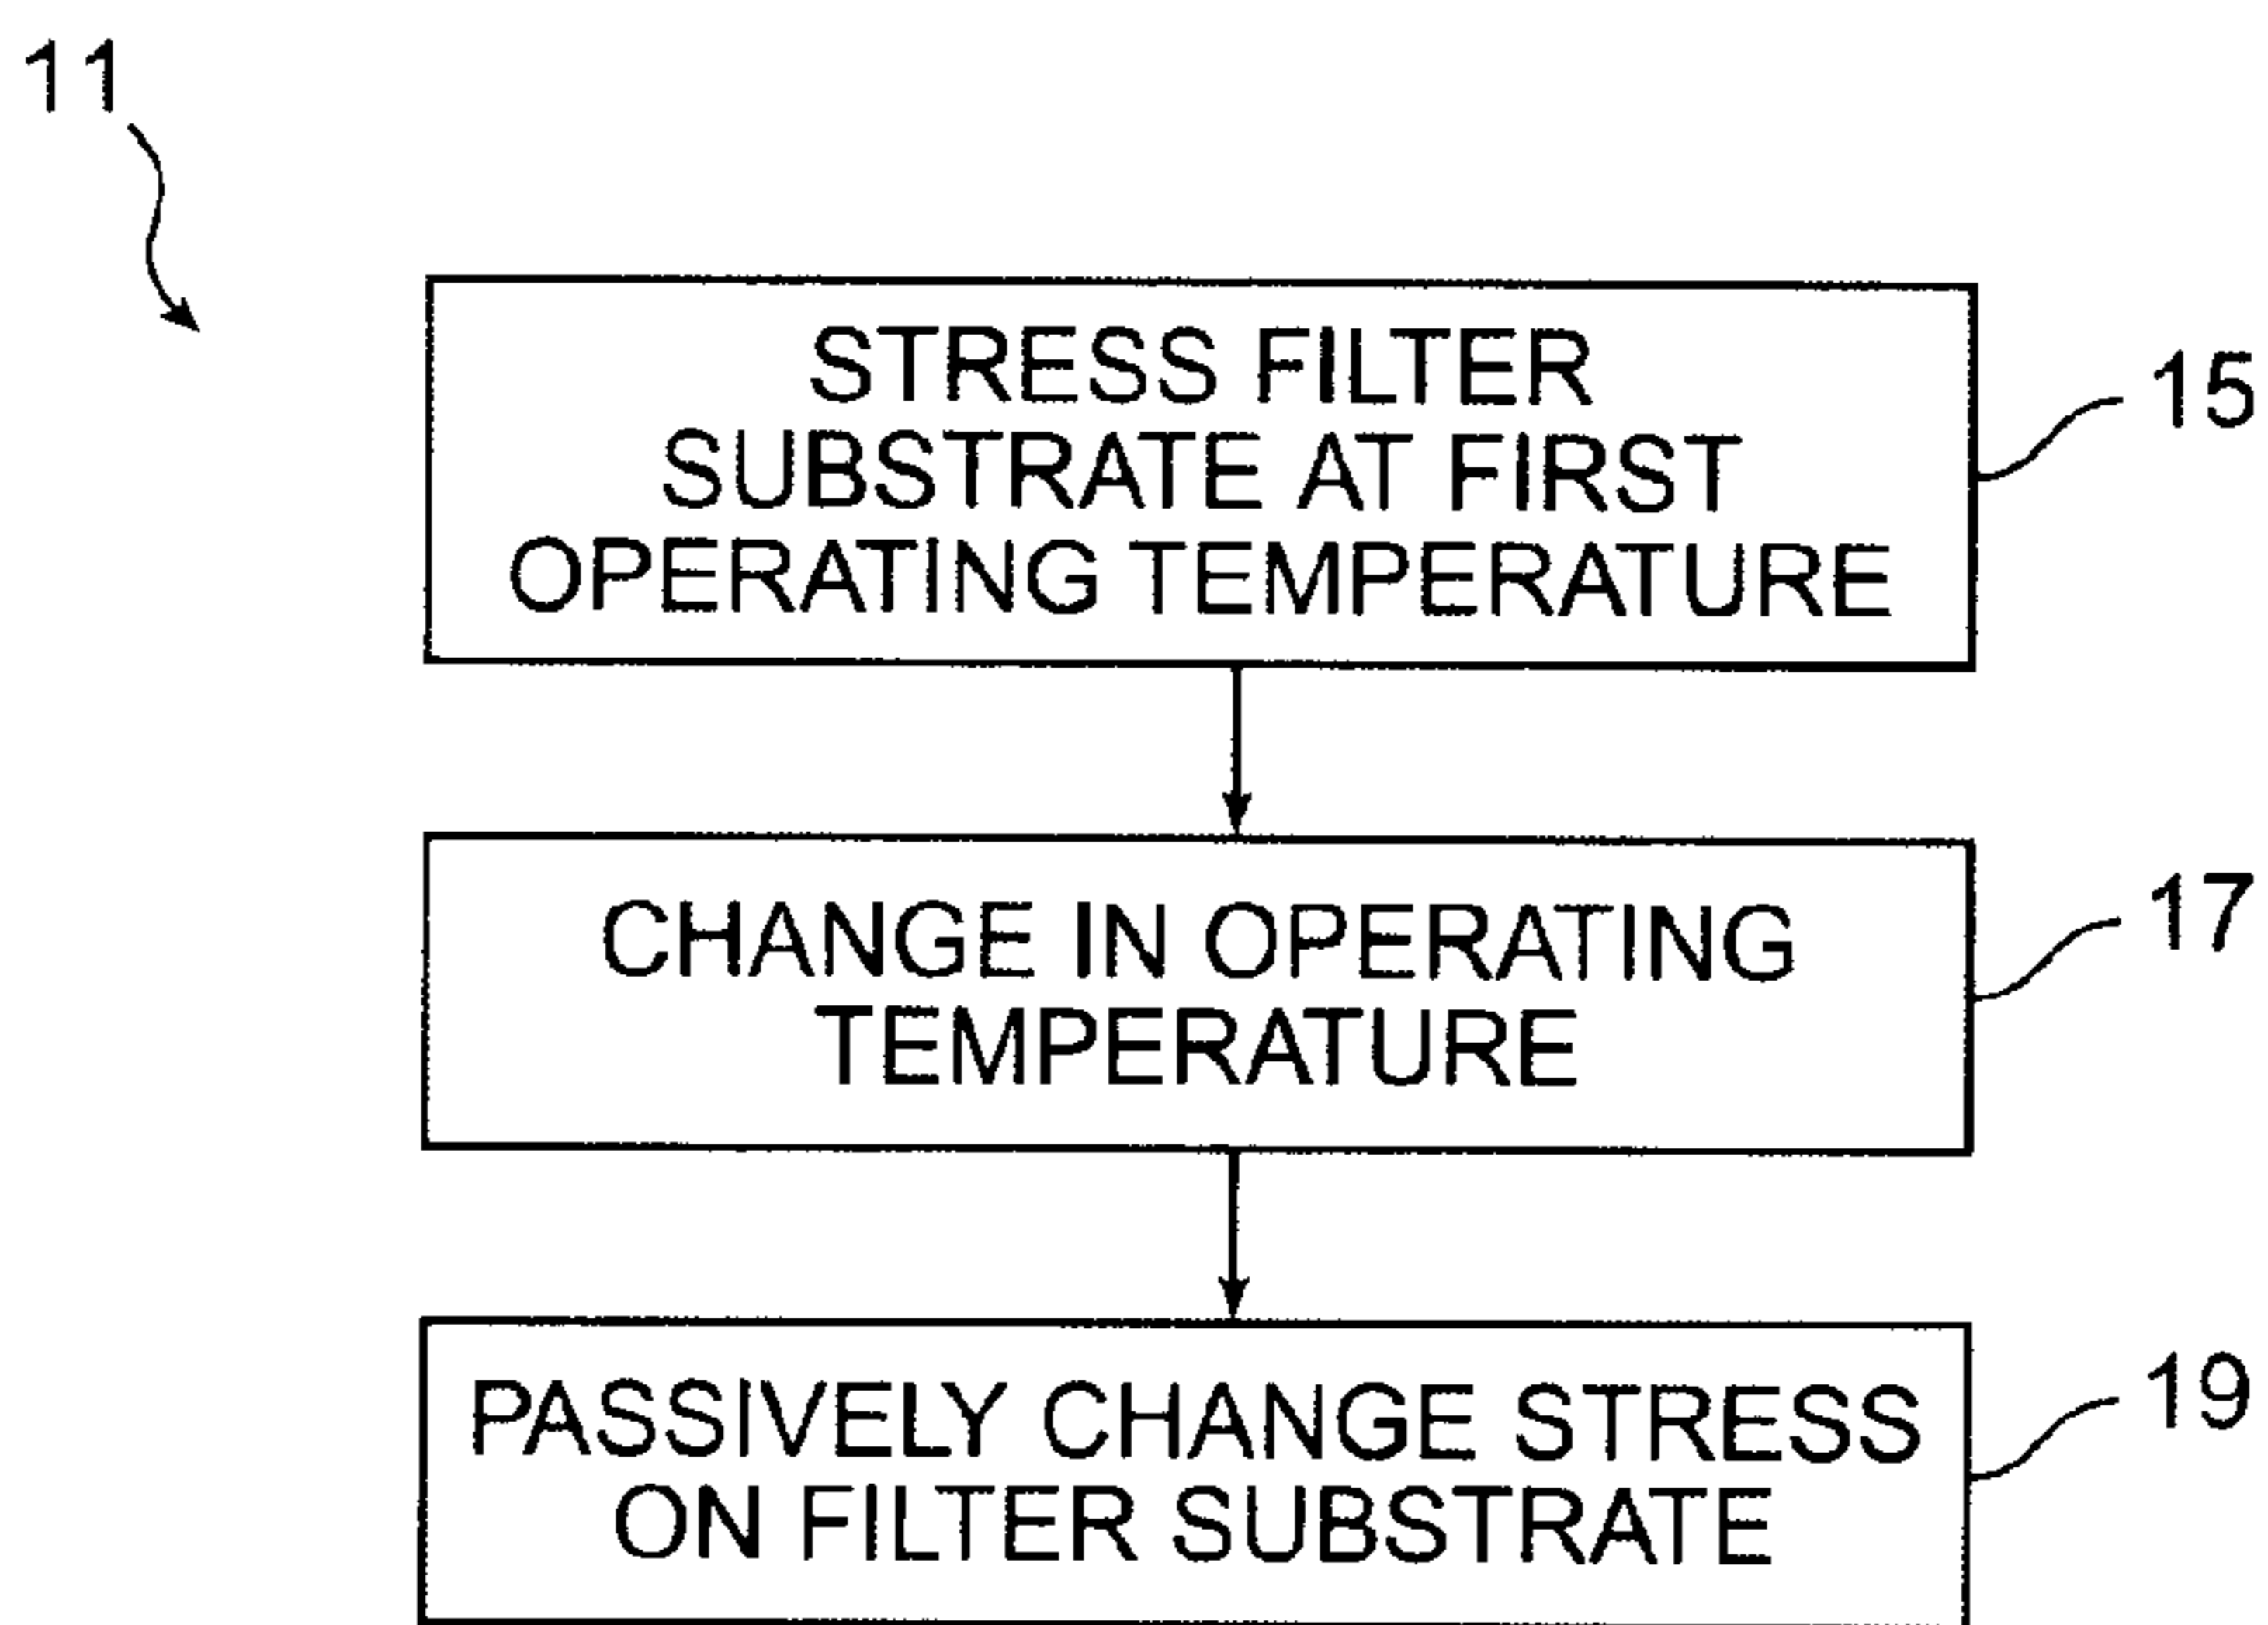 11
STRESS FILTER
SUBSTRATE AT FIRST
OPERATING TEMPERATURE
15
CHANGE IN OPERATING
TEMPERATURE
17
PASSIVELY CHANGE STRESS
ON FILTER SUBSTRATE
19